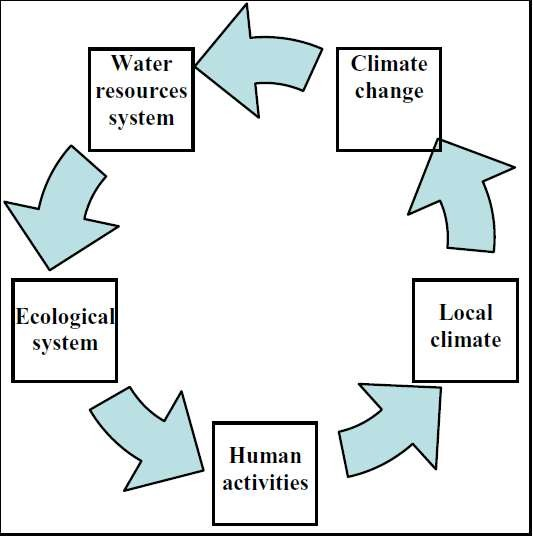 Water
resources
system
Climate
change
Ecological
system
Local
climate
Human
activities